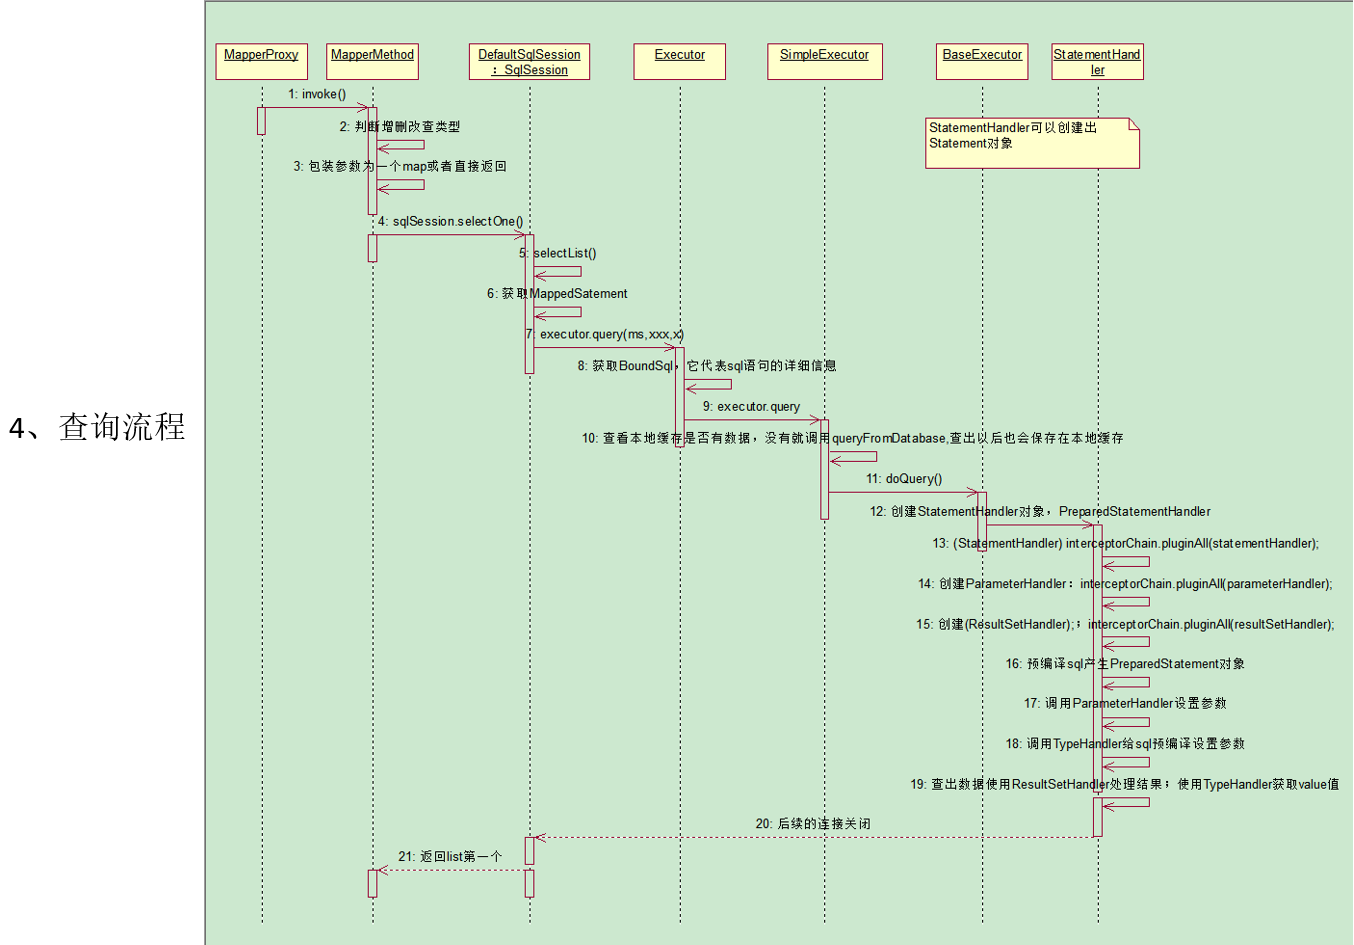 MapperProxy
MapperMethod
DefaultSqlSession
：SqlSession
Executor
SimpleExecutor
BaseExecutor
StatementHand
ler
1: invoke()
StatementHandler可以创建出
Statement对象
2: 判断增删改查类型
3: 包装参数为一个map或者直接返回
4: sqlSession.selectOne()
5: selectList()
6: 获取MappedSatement
7: executor.query(ms,xxx,x)
8: 获取BoundSql，它代表sql语句的详细信息
9: executor.query
4、查询流程
10: 查看本地缓存是否有数据，没有就调用queryFromDatabase,查出以后也会保存在本地缓存
11: doQuery()
12: 创建StatementHandler对象，PreparedStatementHandler
13: (StatementHandler) interceptorChain.pluginAll(statementHandler);
14: 创建ParameterHandler：interceptorChain.pluginAll(parameterHandler);
15: 创建(ResultSetHandler);；interceptorChain.pluginAll(resultSetHandler);
16: 预编译sql产生PreparedStatement对象
17: 调用ParameterHandler设置参数
18: 调用TypeHandler给sql预编译设置参数
19: 查出数据使用ResultSetHandler处理结果；使用TypeHandler获取value值
20: 后续的连接关闭
21: 返回list第一个